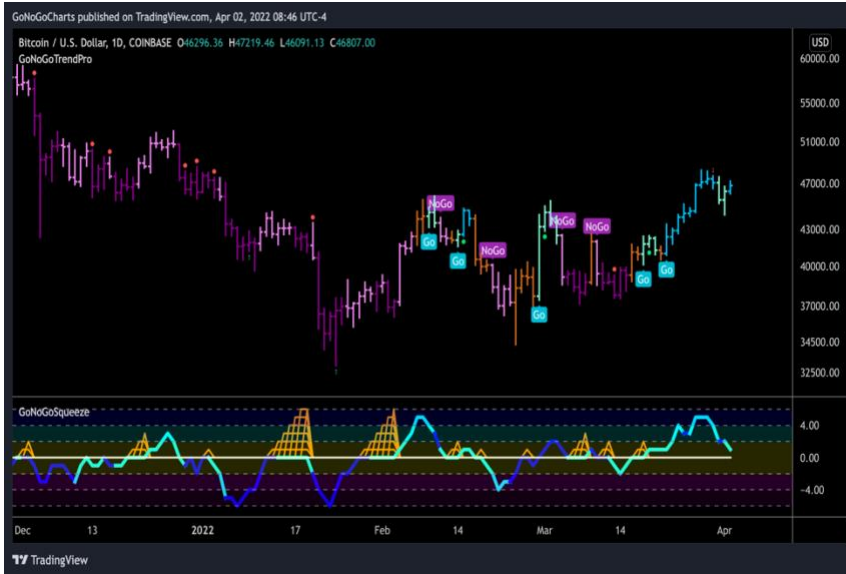 GoNoGoCharts published on TradingView.com, Apr 02, 2022 08:46 UTC-4
Bitcoin / U.S. Dollar, 1D, COINBASE O46296.36 H47219.46 L46091.13 C46807.00
USD
GoNoGoTrendPro
60000.00
55000.00
51000.00
47000.00
NoGo
NoGo
NoGo
43000.00
Go
NoGo
Go
40000.00
Go
Go
37000.00
Go
34500.00
32500.00
GoNoGoSqueeze
4.00
0.00
−4.00
Dec 13 2022 17 Feb 14 Mar 14 Apr
TradingView